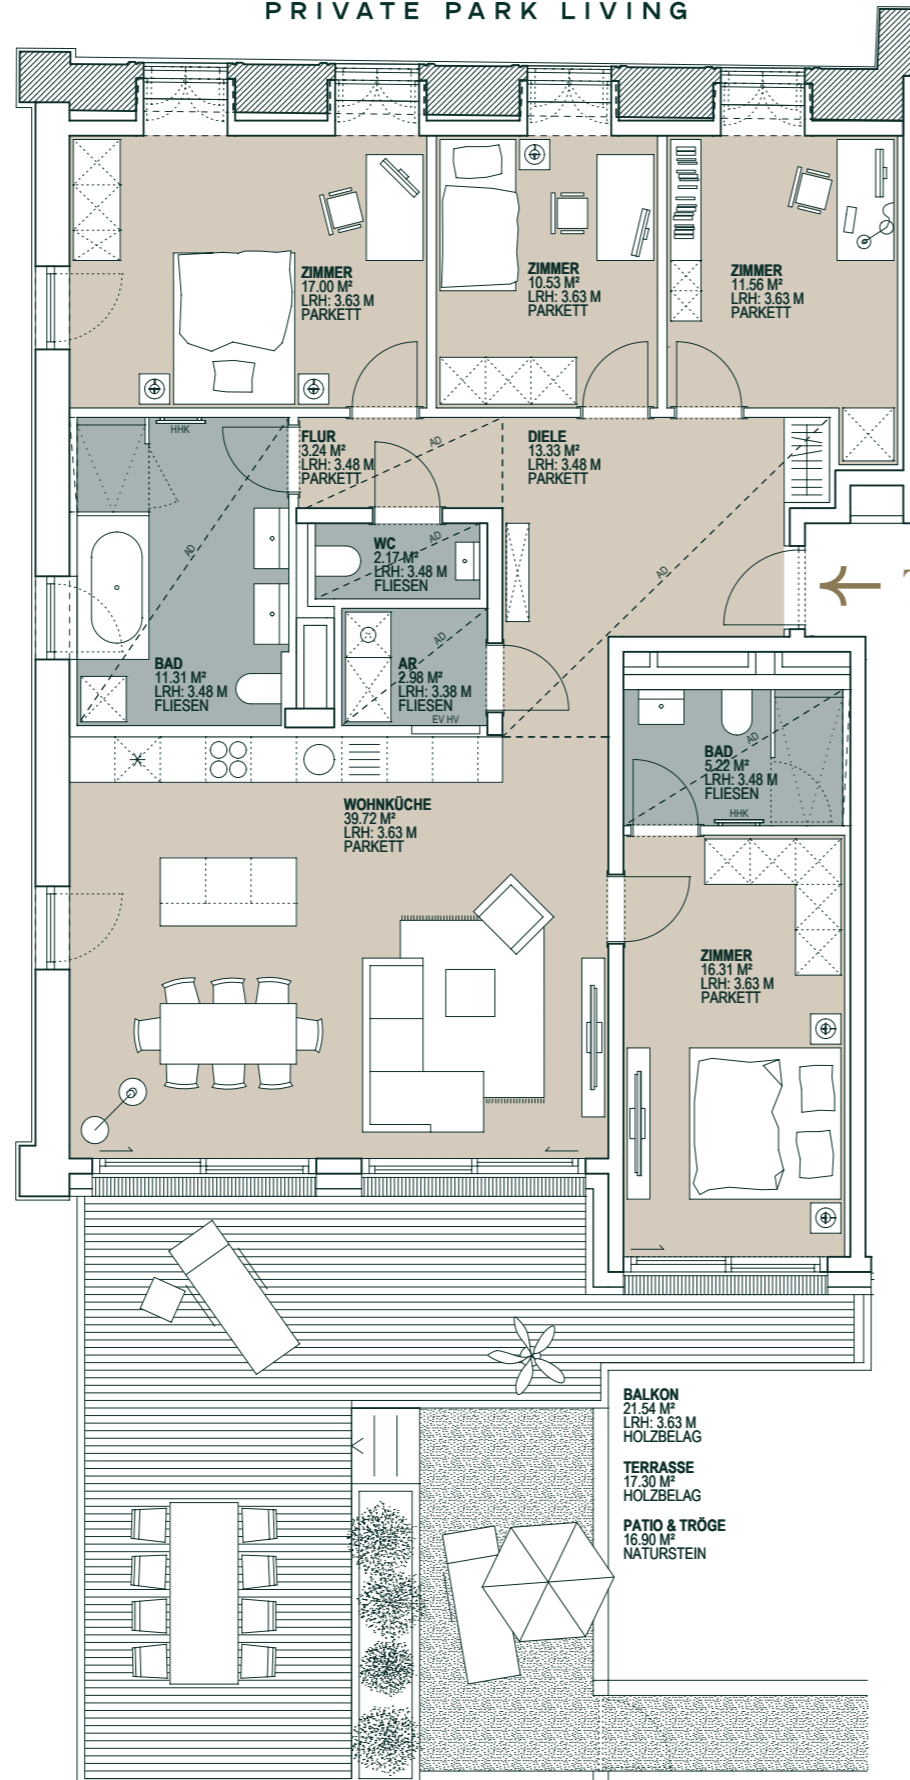 PRIVATE PARK LIVING
ZIMMER
17.00 M²
LRH: 3.63 M
PARKETT
ZIMMER
10.53 M²
LRH: 3.63 M
PARKETT
ZIMMER
11.56 M²
LRH: 3.63 M
PARKETT
HHK
FLUR
3.24 M²
LRH: 3.48 M
PARKETT
AD
DIELE
13.33 M²
LRH: 3.48 M
PARKETT
AD
WC
2.17 M²
LRH: 3.48 M
FLIESEN
AD
AD
BAD
11.31 M²
LRH: 3.48 M
FLIESEN
AR
2.98 M²
LRH: 3.38 M
FLIESEN
AD
EV HV
BAD
5.22 M²
LRH: 3.48 M
FLIESEN
AD
HHK
WOHNKÜCHE
39.72 M²
LRH: 3.63 M
PARKETT
ZIMMER
16.31 M²
LRH: 3.63 M
PARKETT
BALKON
21.54 M²
LRH: 3.63 M
HOLZBELAG
TERRASSE
17.30 M²
HOLZBELAG
PATIO & TRÖGE
16.90 M²
NATURSTEIN